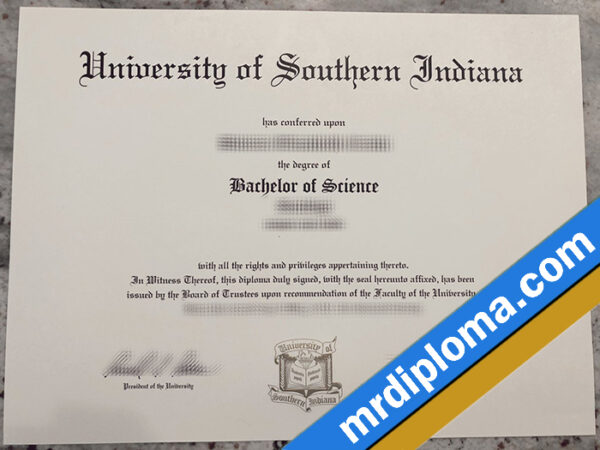 University of Southern Indiana
has conferred upon
the degree of
Bachelor of Science
with all the rights and privileges appertaining thereto.
In Witness Thereof, this diploma duly signed, with the seal hereunto affixed, has been
issued by the Board of Trustees upon recommendation of the Faculty of the University
President of the University
University of
Southern Indiana
mrdiploma.com